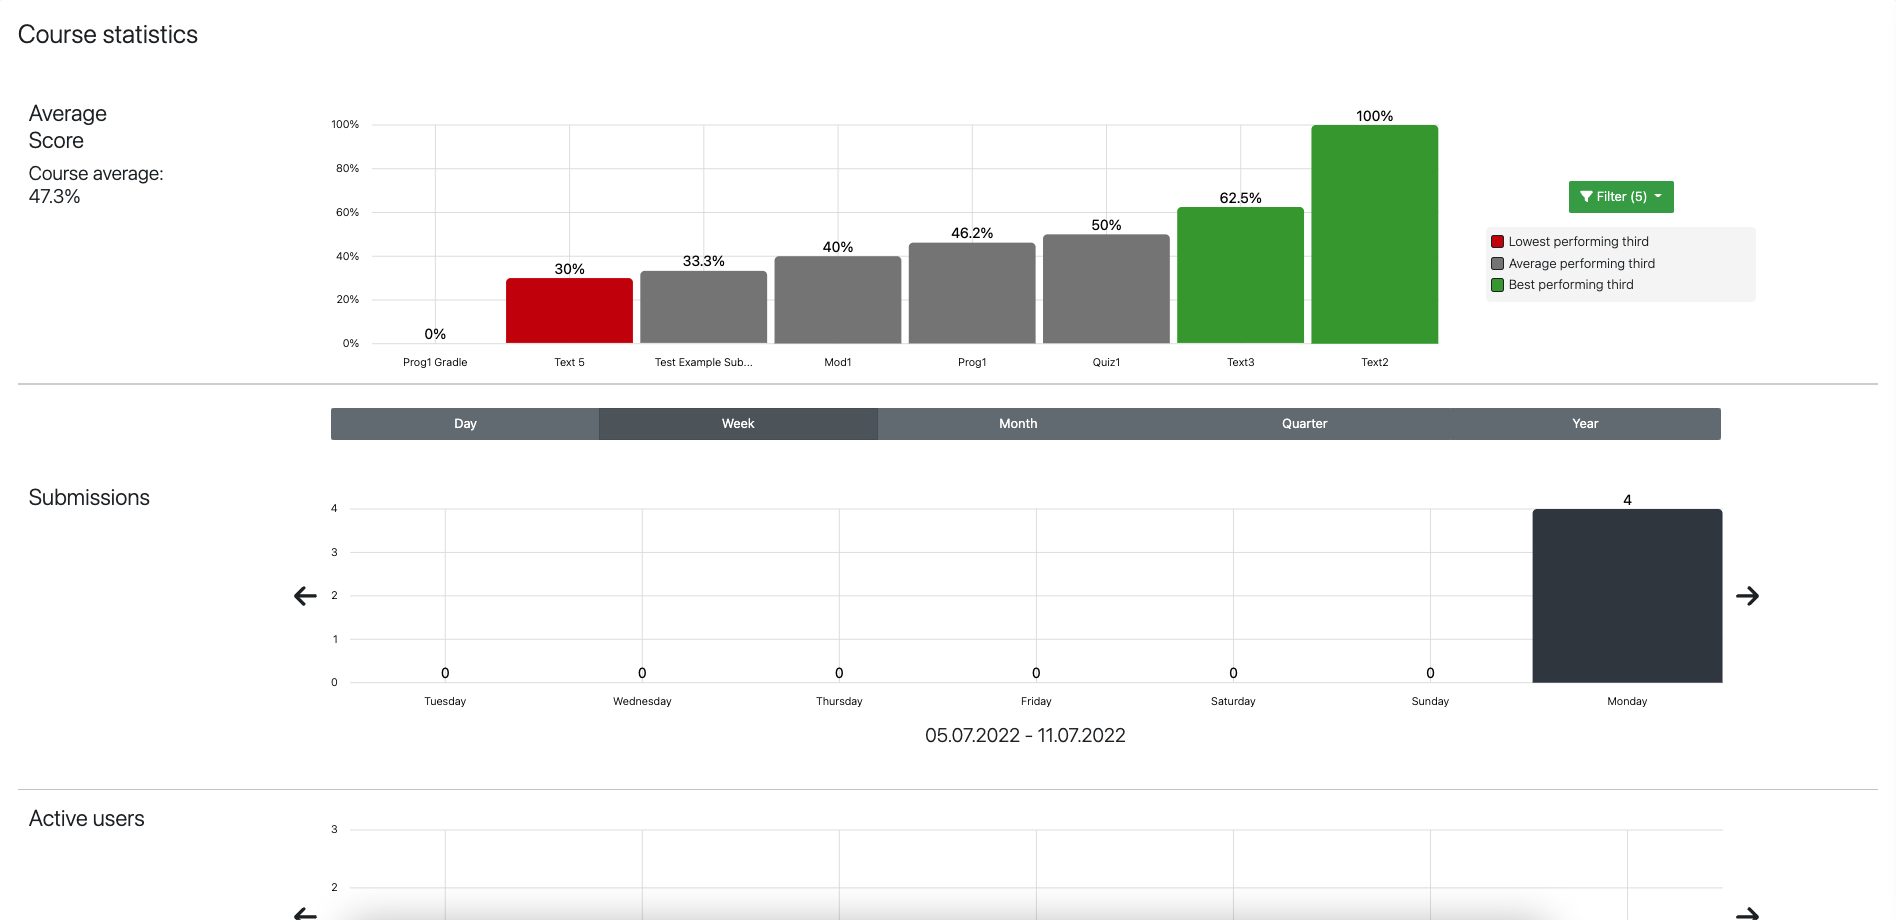 Course statistics
Average
Score
Course average:
47.3%
100%
80%
60%
40%
20%
0%
0%
30%
33.3%
40%
46.2%
50%
62.5%
100%
Prog1 Gradle
Text 5
Test Example Sub...
Mod1
Prog1
Quiz1
Text3
Text2
Filter (5)
Lowest performing third
Average performing third
Best performing third
Day
Week
Month
Quarter
Year
Submissions
4
3
2
1
0
0
0
0
0
0
0
4
Tuesday
Wednesday
Thursday
Friday
Saturday
Sunday
Monday
05.07.2022 - 11.07.2022
Active users
3
2